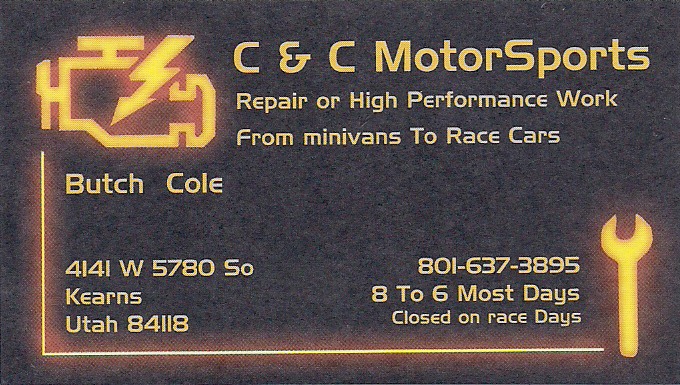 C & C MotorSports
Repair or High Performance Work
From minivans To Race Cars
Butch Cole
4141 W 5780 So
Kearns
Utah 84118
801-637-3895
8 To 6 Most Days
Closed on race Days